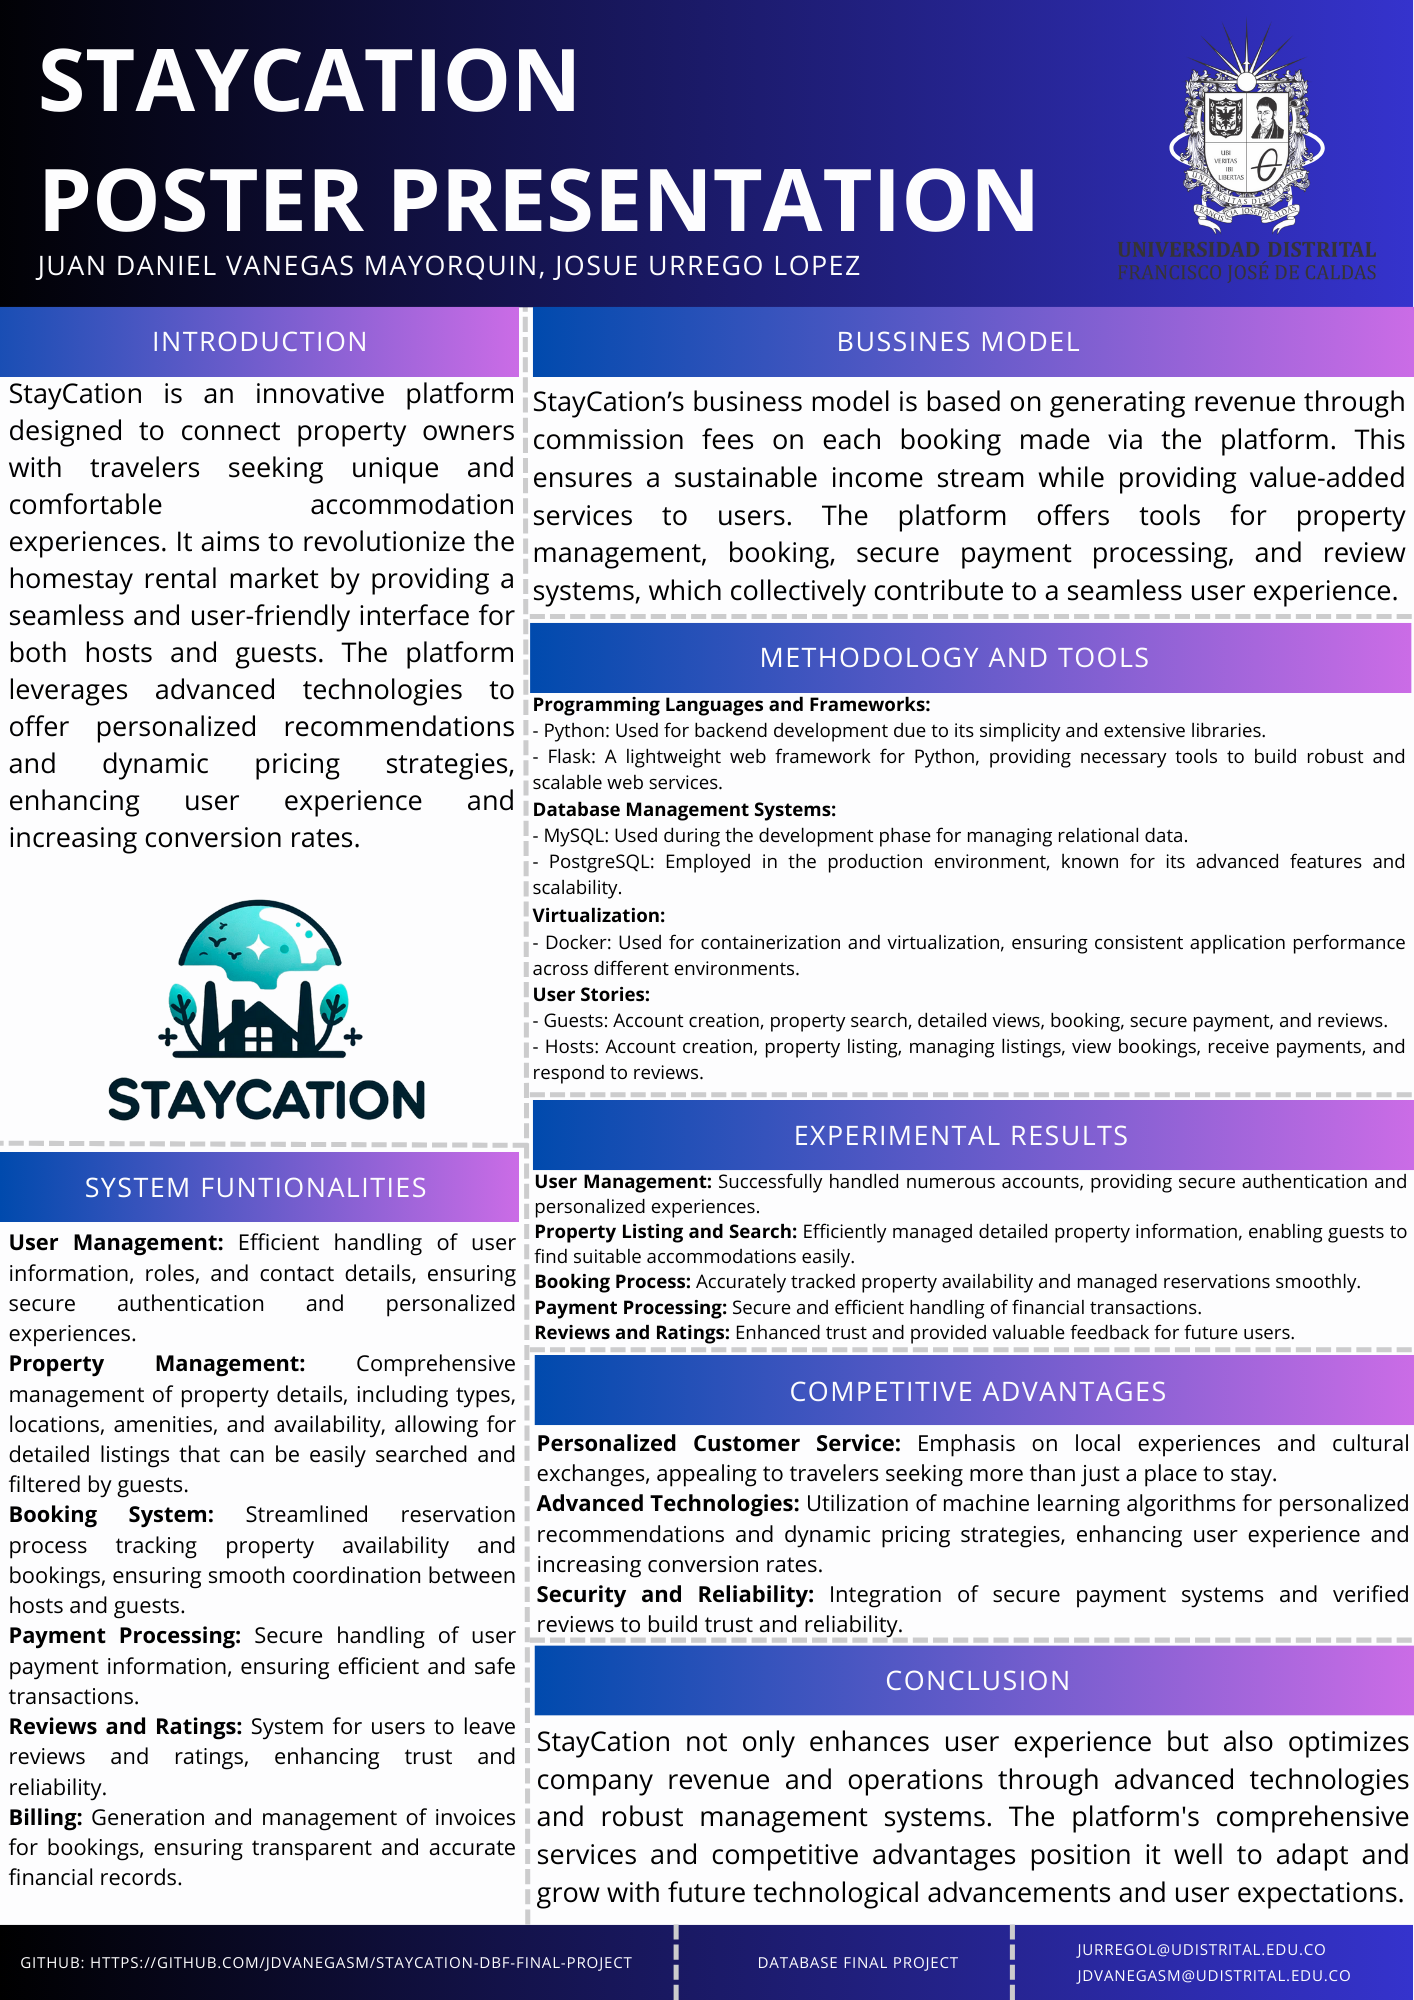 STAYCATION
POSTER PRESENTATION
JUAN DANIEL VANEGAS MAYORQUIN, JOSUE URREGO LOPEZ
UBI
VERITAS
IBI
LIBERTAS
UNIVERSIDAD DISTRITAL
FRANCISCO JOSÉ DE CALDAS
INTRODUCTION
StayCation is an innovative platform
designed to connect property owners
with travelers seeking unique and
comfortable accommodation
experiences. It aims to revolutionize the
homestay rental market by providing a
seamless and user-friendly interface for
both hosts and guests. The platform
leverages advanced technologies to
offer personalized recommendations
and dynamic pricing strategies,
enhancing user experience and
increasing conversion rates.
STAYCATION
SYSTEM FUNTIONALITIES
User Management: Efficient handling of user
information, roles, and contact details, ensuring
secure authentication and personalized
experiences.
Property Management: Comprehensive
management of property details, including types,
locations, amenities, and availability, allowing for
detailed listings that can be easily searched and
filtered by guests.
Booking System: Streamlined reservation
process tracking property availability and
bookings, ensuring smooth coordination between
hosts and guests.
Payment Processing: Secure handling of user
payment information, ensuring efficient and safe
transactions.
Reviews and Ratings: System for users to leave
reviews and ratings, enhancing trust and
reliability.
Billing: Generation and management of invoices
for bookings, ensuring transparent and accurate
financial records.
BUSSINES MODEL
StayCation’s business model is based on generating revenue through
commission fees on each booking made via the platform. This
ensures a sustainable income stream while providing value-added
services to users. The platform offers tools for property
management, booking, secure payment processing, and review
systems, which collectively contribute to a seamless user experience.
METHODOLOGY AND TOOLS
Programming Languages and Frameworks:
- Python: Used for backend development due to its simplicity and extensive libraries.
- Flask: A lightweight web framework for Python, providing necessary tools to build robust and
scalable web services.
Database Management Systems:
- MySQL: Used during the development phase for managing relational data.
- PostgreSQL: Employed in the production environment, known for its advanced features and
scalability.
Virtualization:
- Docker: Used for containerization and virtualization, ensuring consistent application performance
across different environments.
User Stories:
- Guests: Account creation, property search, detailed views, booking, secure payment, and reviews.
- Hosts: Account creation, property listing, managing listings, view bookings, receive payments, and
respond to reviews.
EXPERIMENTAL RESULTS
User Management: Successfully handled numerous accounts, providing secure authentication and
personalized experiences.
Property Listing and Search: Efficiently managed detailed property information, enabling guests to
find suitable accommodations easily.
Booking Process: Accurately tracked property availability and managed reservations smoothly.
Payment Processing: Secure and efficient handling of financial transactions.
Reviews and Ratings: Enhanced trust and provided valuable feedback for future users.
COMPETITIVE ADVANTAGES
Personalized Customer Service: Emphasis on local experiences and cultural
exchanges, appealing to travelers seeking more than just a place to stay.
Advanced Technologies: Utilization of machine learning algorithms for personalized
recommendations and dynamic pricing strategies, enhancing user experience and
increasing conversion rates.
Security and Reliability: Integration of secure payment systems and verified
reviews to build trust and reliability.
CONCLUSION
StayCation not only enhances user experience but also optimizes
company revenue and operations through advanced technologies
and robust management systems. The platform's comprehensive
services and competitive advantages position it well to adapt and
grow with future technological advancements and user expectations.
GITHUB: HTTPS://GITHUB.COM/JDVANEGASM/STAYCATION-DBF-FINAL-PROJECT
DATABASE FINAL PROJECT
JURREGOL@UDISTRITAL.EDU.CO
JDVANEGASM@UDISTRITAL.EDU.CO